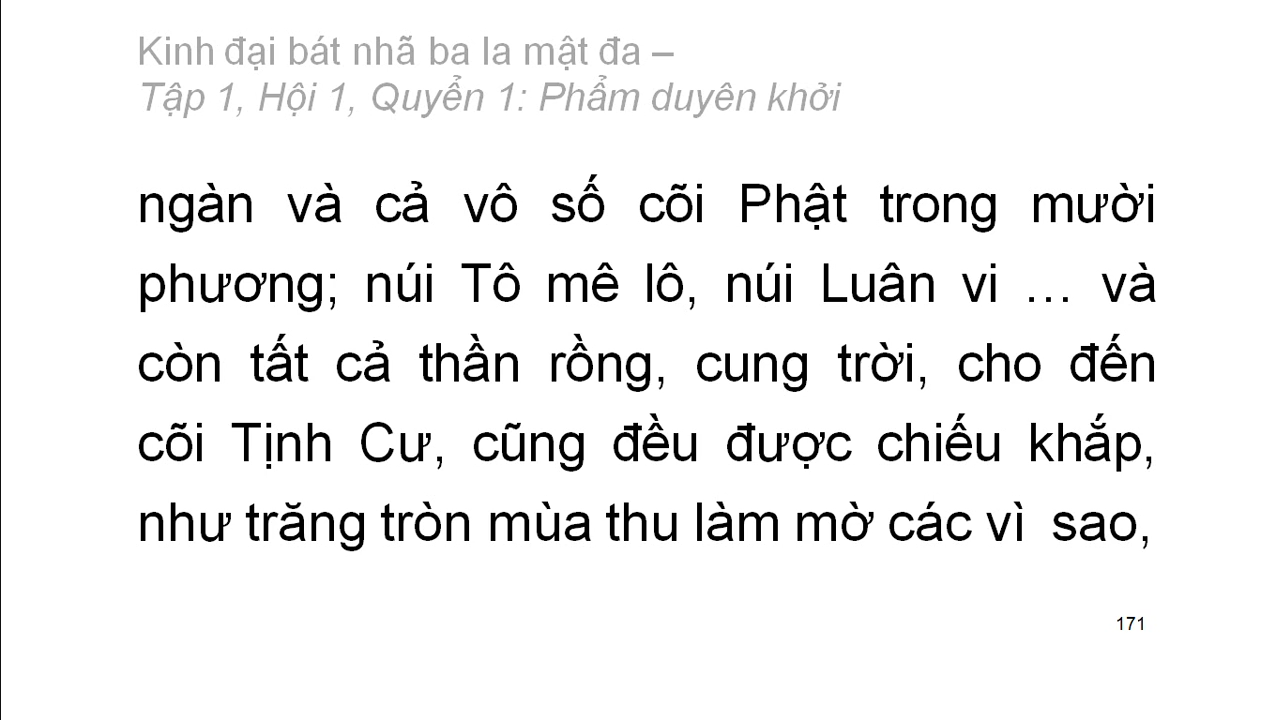 Kinh đại bát nhã ba la mật đa –
Tập 1, Hội 1, Quyển 1: Phẩm duyên khởi
ngàn và cả vô số cõi Phật trong mười
phương; núi Tô mê lô, núi Luân vi … và
còn tất cả thần rồng, cung trời, cho đến
cõi Tịnh Cư, cũng đều được chiếu khắp,
như trăng tròn mùa thu làm mờ các vì sao,
171